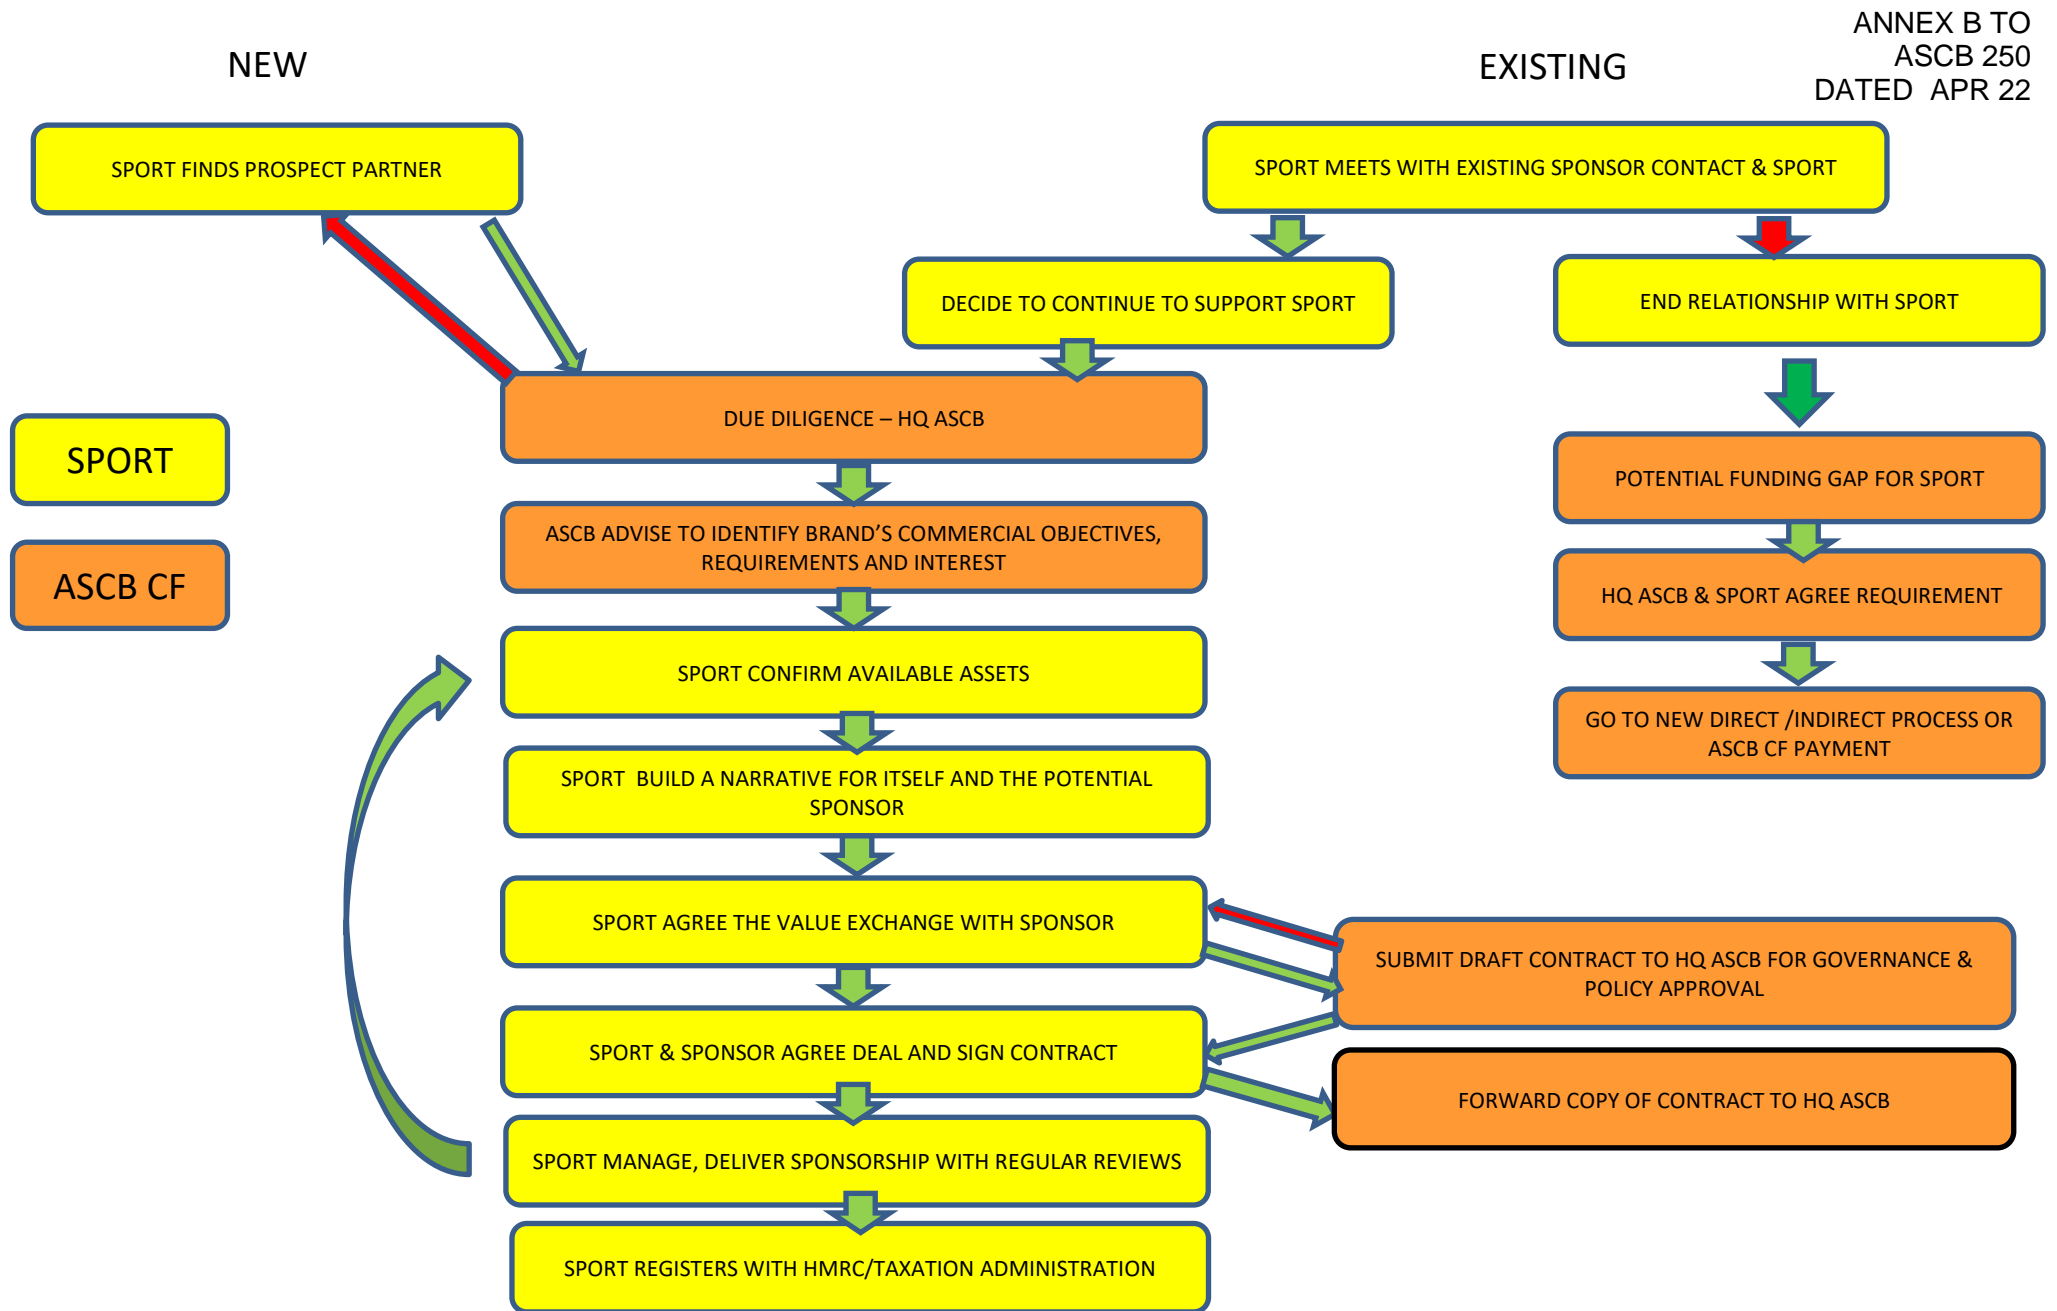 ANNEX B TO
ASCB 250
DATED APR 22
NEW
EXISTING
SPORT FINDS PROSPECT PARTNER
SPORT MEETS WITH EXISTING SPONSOR CONTACT & SPORT
DECIDE TO CONTINUE TO SUPPORT SPORT
END RELATIONSHIP WITH SPORT
DUE DILIGENCE – HQ ASCB
SPORT
POTENTIAL FUNDING GAP FOR SPORT
ASCB ADVISE TO IDENTIFY BRAND’S COMMERCIAL OBJECTIVES,
REQUIREMENTS AND INTEREST
ASCB CF
HQ ASCB & SPORT AGREE REQUIREMENT
SPORT CONFIRM AVAILABLE ASSETS
GO TO NEW DIRECT /INDIRECT PROCESS OR
ASCB CF PAYMENT
SPORT BUILD A NARRATIVE FOR ITSELF AND THE POTENTIAL
SPONSOR
SPORT AGREE THE VALUE EXCHANGE WITH SPONSOR
SUBMIT DRAFT CONTRACT TO HQ ASCB FOR GOVERNANCE &
POLICY APPROVAL
SPORT & SPONSOR AGREE DEAL AND SIGN CONTRACT
FORWARD COPY OF CONTRACT TO HQ ASCB
SPORT MANAGE, DELIVER SPONSORSHIP WITH REGULAR REVIEWS
SPORT REGISTERS WITH HMRC/TAXATION ADMINISTRATION